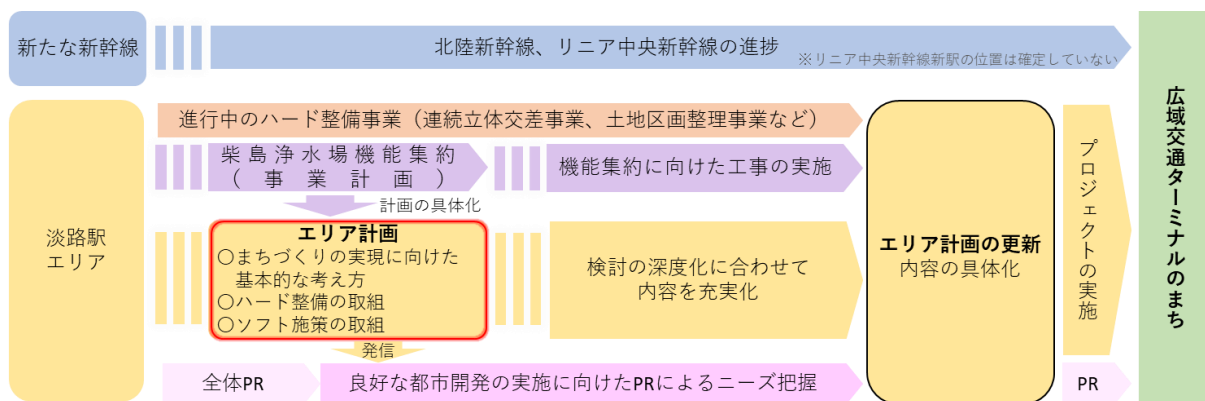 新たな新幹線
北陸新幹線、リニア中央新幹線の進捗
※リニア中央新幹線新駅の位置は確定していない
淡路駅
エリア
進行中のハード整備事業（連続立体交差事業、土地区画整理事業など）
柴島浄水場機能集約
（事業計画）
機能集約に向けた工事の実施
計画の具体化
エリア計画
〇まちづくりの実現に向けた
基本的な考え方
〇ハード整備の取組
〇ソフト施策の取組
検討の深度化に合わせて
内容を充実化
発信
全体PR
良好な都市開発の実施に向けたPRによるニーズ把握
エリア計画の更新
内容の具体化
プロジェクトの実施
PR
広域交通ターミナルのまち